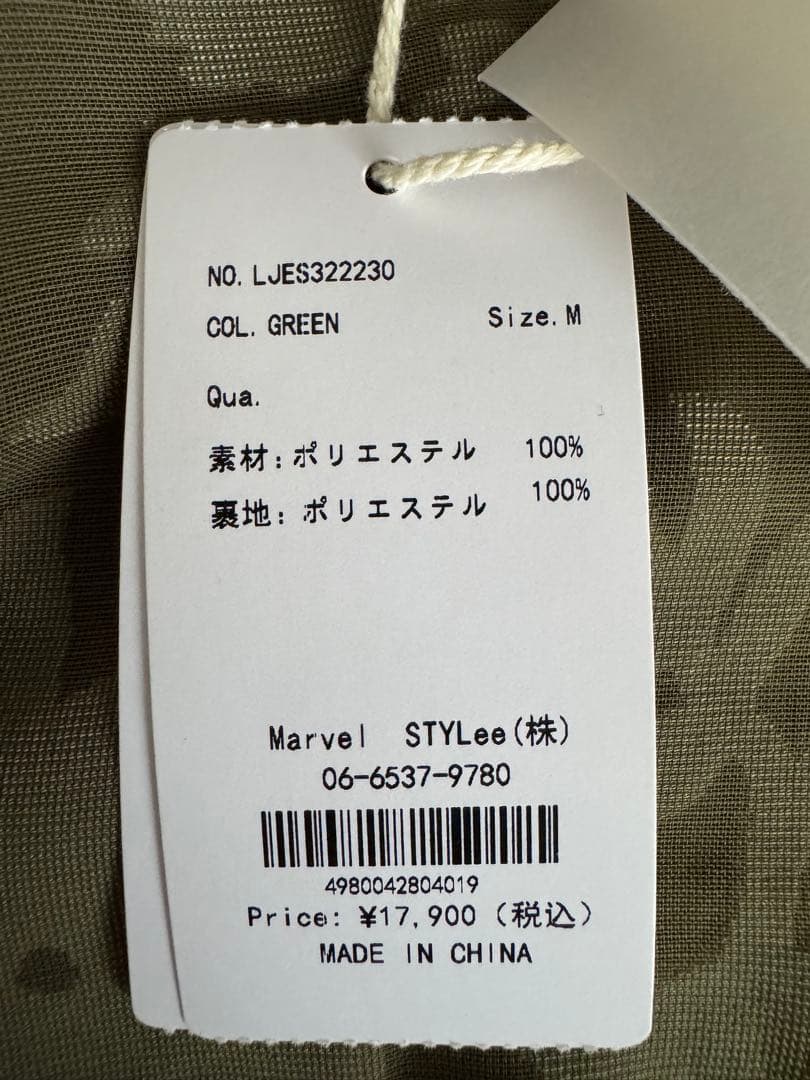 NO. LJES322230
COL. GREEN Size. M
Qua.
素材: ポリエステル 100%
裏地: ポリエステル 100%
Marvel STYLee(株)
06-6537-9780
4980042804019
Price: ¥17,900 (税込)
MADE IN CHINA